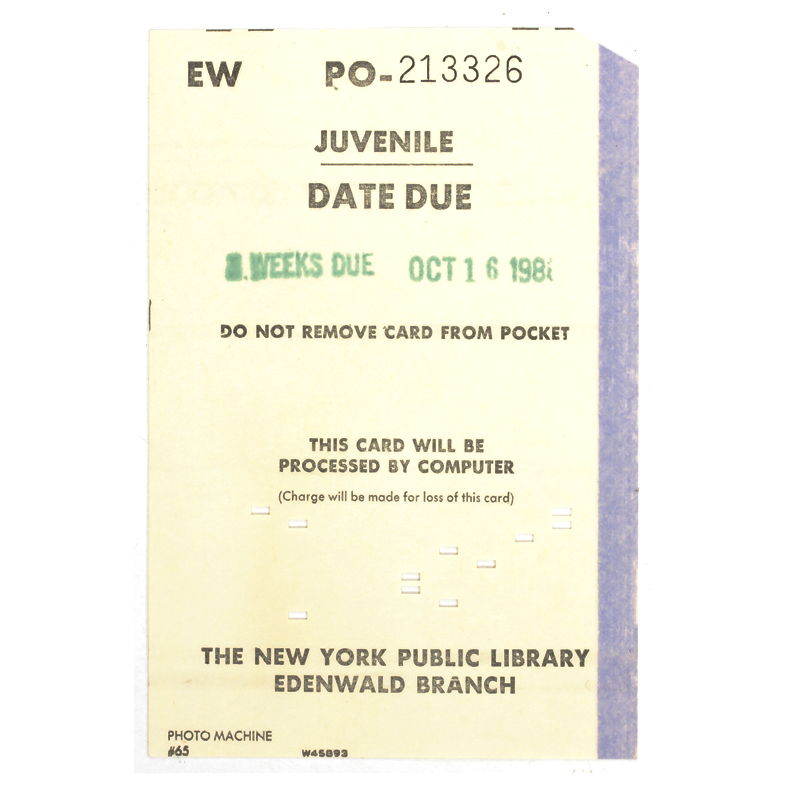 EW PO-213326
JUVENILE
DATE DUE
WEEKS DUE OCT 16
DO NOT REMOVE CARD FROM POCKET
THIS CARD WILL BE
PROCESSED BY COMPUTER
(Charge will be made for loss of this card)
THE NEW YORK PUBLIC LIBRARY
EDENWALD BRANCH
PHOTO MACHINE
#65 W45893